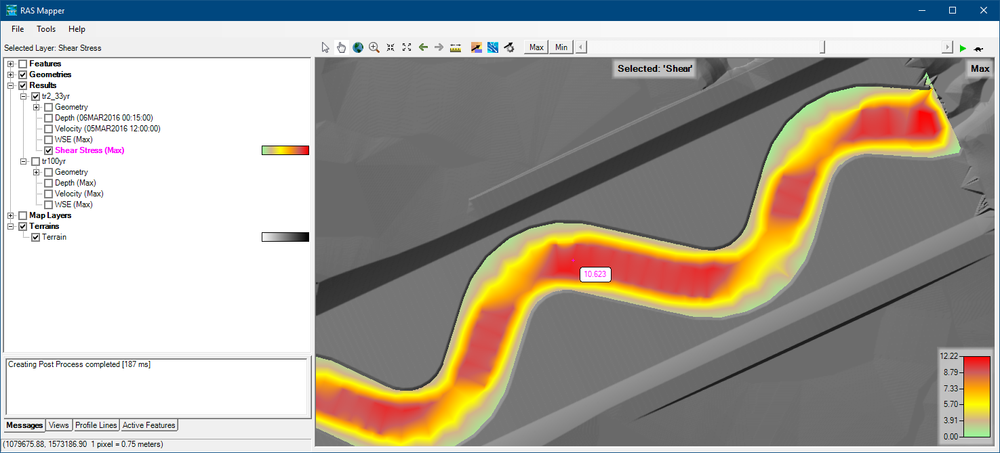 RAS Mapper
File Tools Help
Selected Layer: Shear Stress
Max Min
Features
Geometries
Results
tr2_33yr
Geometry
Depth (06MAR2016 00:15:00)
Velocity (05MAR2016 12:00:00)
WSE (Max)
Shear Stress (Max)
tr100yr
Geometry
Depth (Max)
Velocity (Max)
WSE (Max)
Map Layers
Terrains
Terrain
Selected: 'Shear'
Max
10.623
12.22
8.79
7.33
5.70
3.91
0.00
Creating Post Process completed [187 ms]
Messages Views Profile Lines Active Features
(1079675.88, 1573186.90 1 pixel = 0.75 meters)